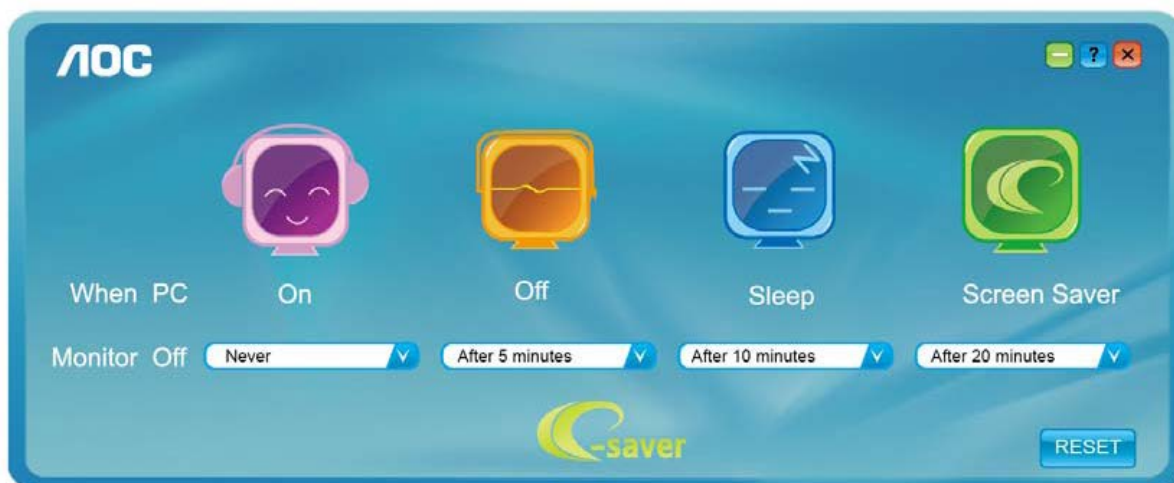 AOC
?
When PC On Off Sleep Screen Saver
Monitor Off Never After 5 minutes After 10 minutes After 20 minutes
e-saver
RESET